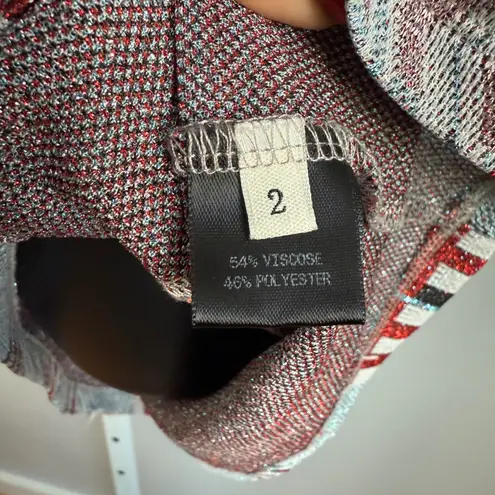 2
54% VISCOSE
46% POLYESTER